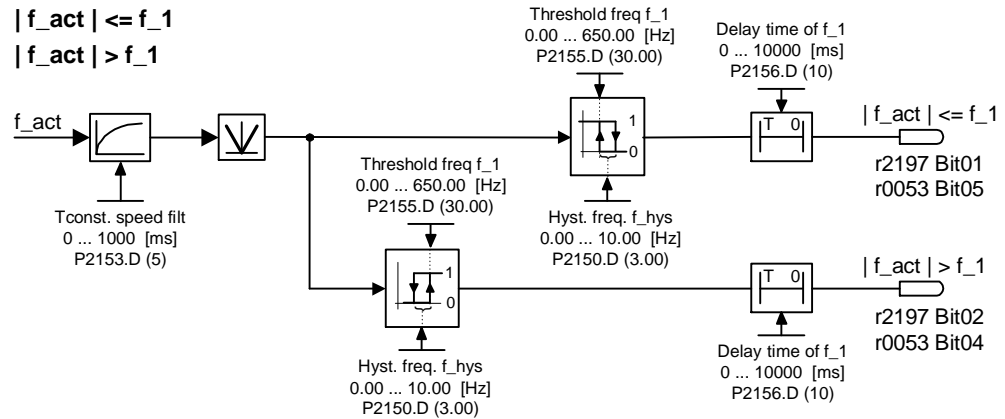 | f_act | <= f_1
| f_act | > f_1
Threshold freq f_1
0.00 ... 650.00 [Hz]
P2155.D (30.00)
Delay time of f_1
0 ... 10000 [ms]
P2156.D (10)
f_act
1
0
T 0
| f_act | <= f_1
r2197 Bit01
r0053 Bit05
Tconst. speed filt
0 ... 1000 [ms]
P2153.D (5)
Threshold freq f_1
0.00 ... 650.00 [Hz]
P2155.D (30.00)
Hyst. freq. f_hys
0.00 ... 10.00 [Hz]
P2150.D (3.00)
1
0
T 0
| f_act | > f_1
r2197 Bit02
r0053 Bit04
Hyst. freq. f_hys
0.00 ... 10.00 [Hz]
P2150.D (3.00)
Delay time of f_1
0 ... 10000 [ms]
P2156.D (10)